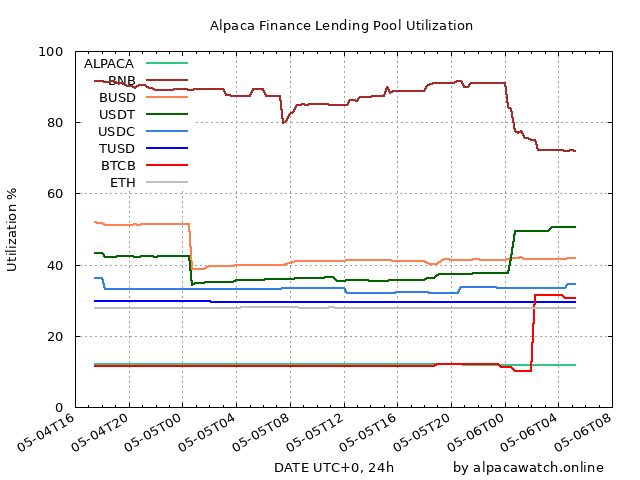 Alpaca Finance Lending Pool Utilization
100
80
60
40
20
0
Utilization %
ALPACA
BNB
BUSD
USDT
USDC
TUSD
BTCB
ETH
05-04T16
05-04T20
05-05T00
05-05T04
05-05T08
05-05T12
05-05T16
05-05T20
05-06T00
05-06T04
05-06T08
DATE UTC+0, 24h
by alpacawatch.online